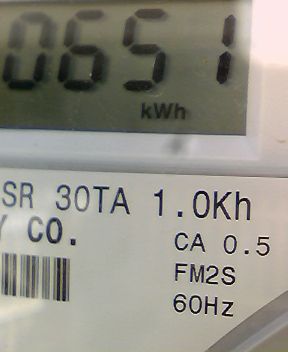 0651
kWh
SR 30TA 1.0Kh
Y CO.
CA 0.5
FM2S
60Hz